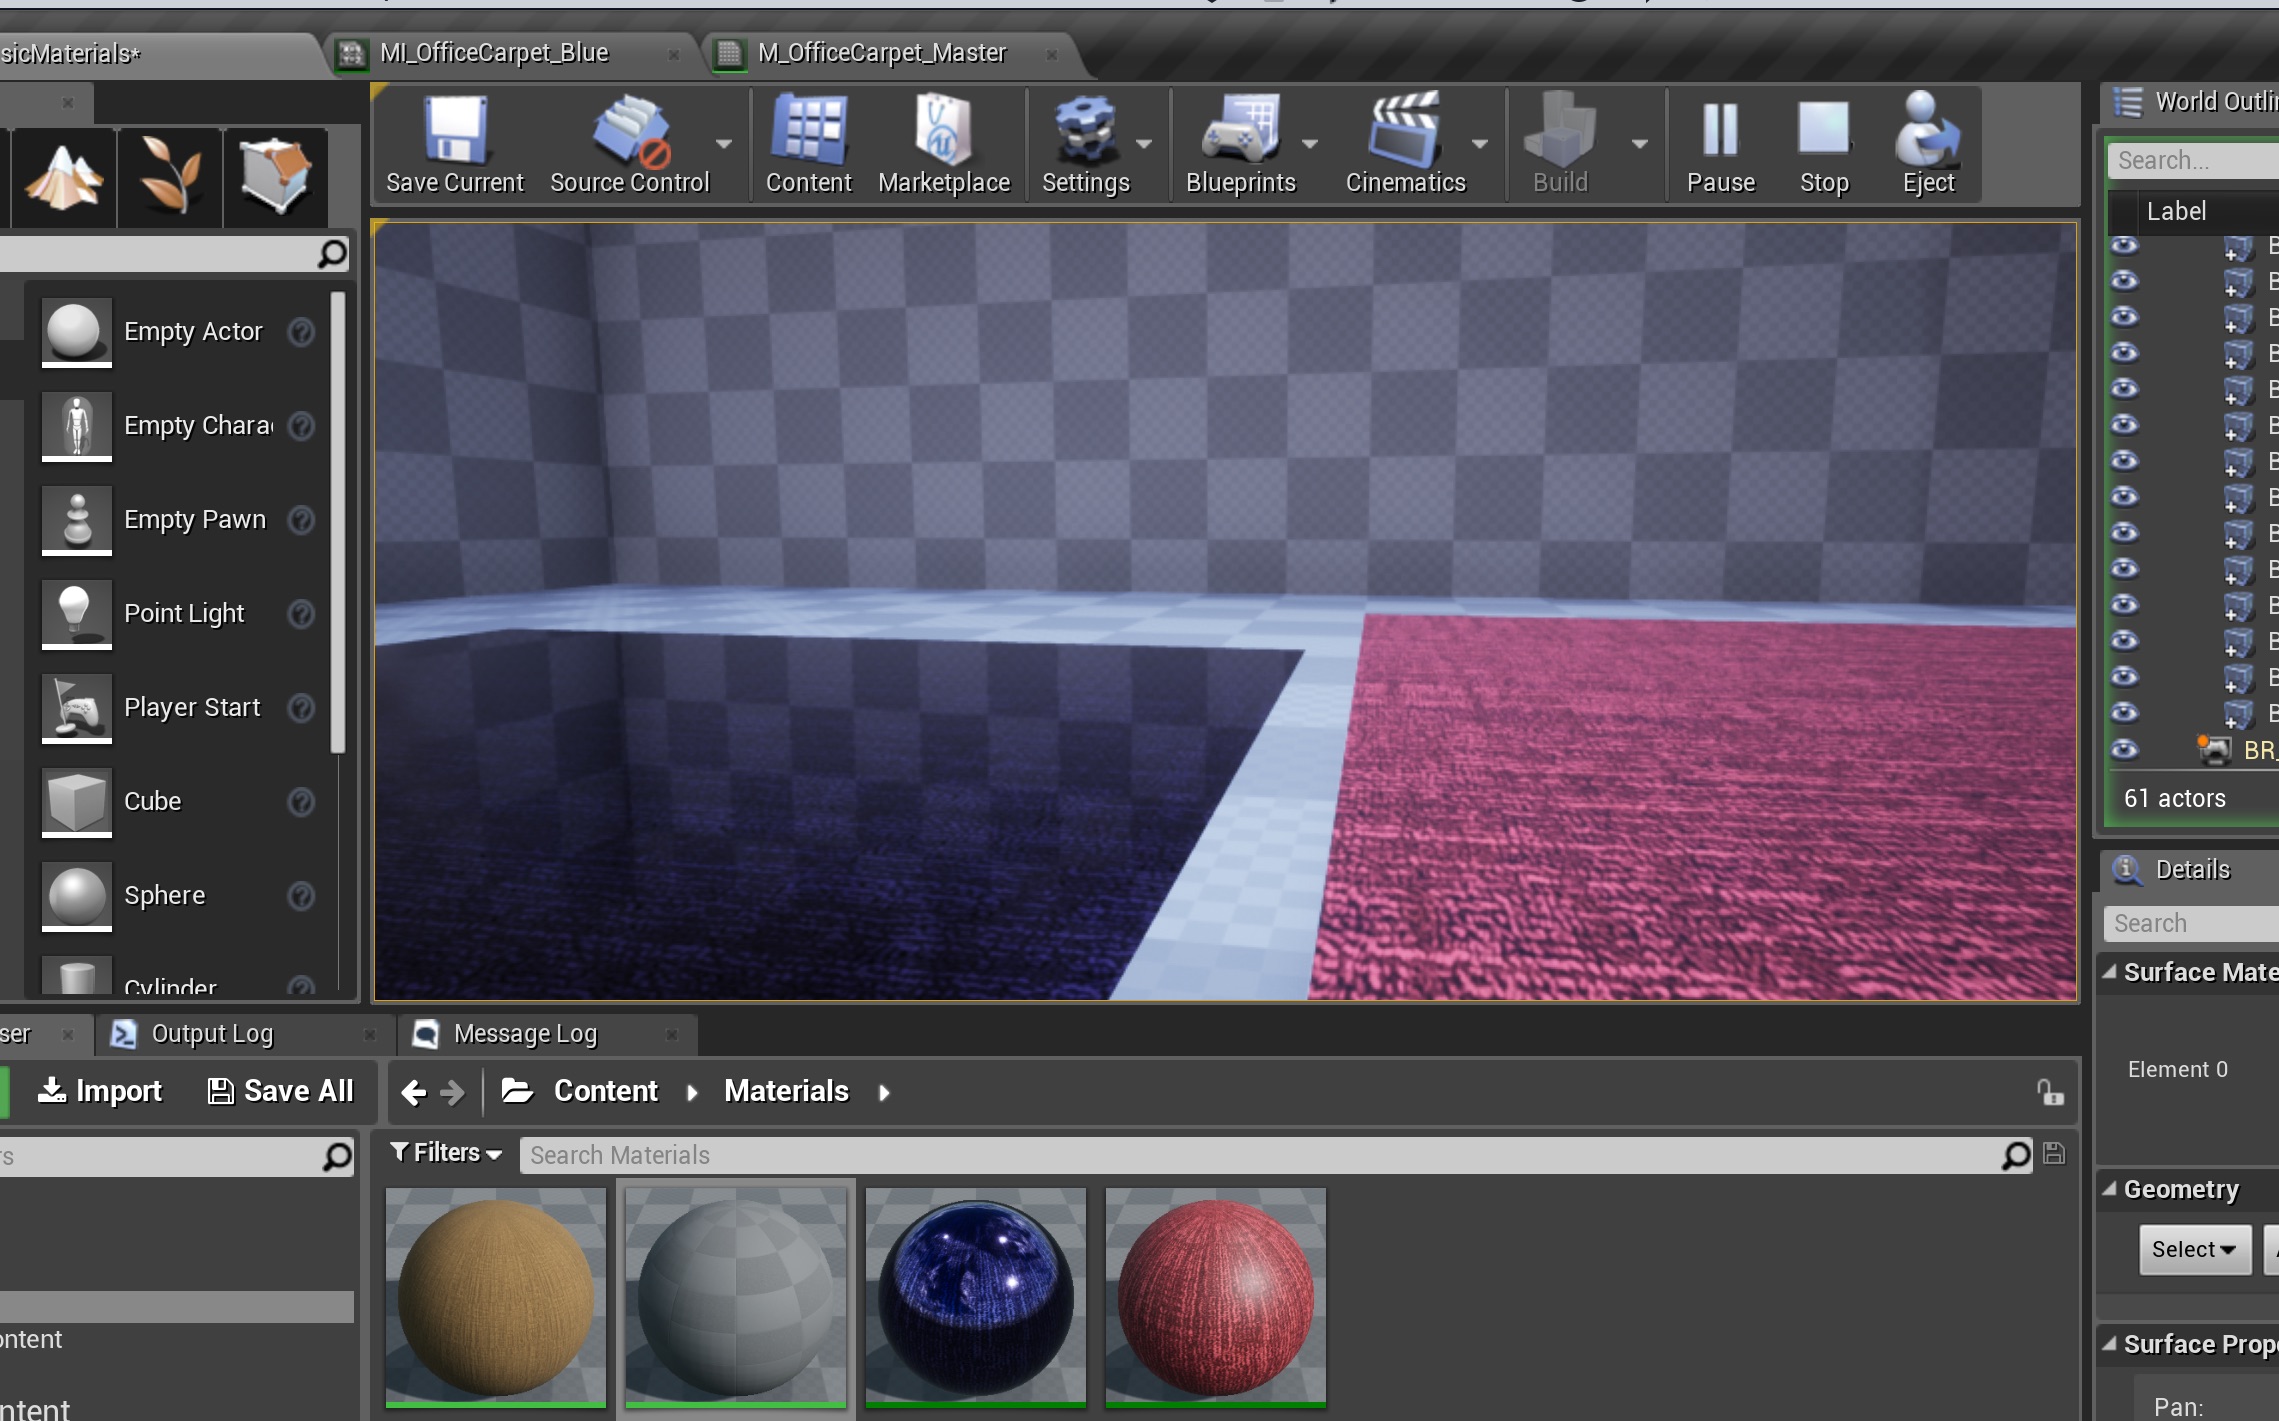 sicMaterials*
MI_OfficeCarpet_Blue
M_OfficeCarpet_Master
Save Current
Source Control
Content
Marketplace
Settings
Blueprints
Cinematics
Build
Pause
Stop
Eject
World Outli
Search...
Label
Empty Actor
Empty Chara
Empty Pawn
Point Light
Player Start
Cube
Sphere
Cylinder
BR_
61 actors
Details
Search
Surface Mate
Element 0
Geometry
Select
Surface Prop
Pan:
ser
Output Log
Message Log
Import
Save All
Content
Materials
Filters
Search Materials
rs
ontent
ntent